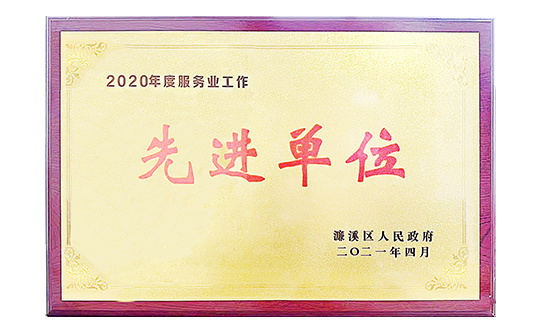 2020年度服务业工作
先进单位
濂溪区人民政府
二〇二一年四月